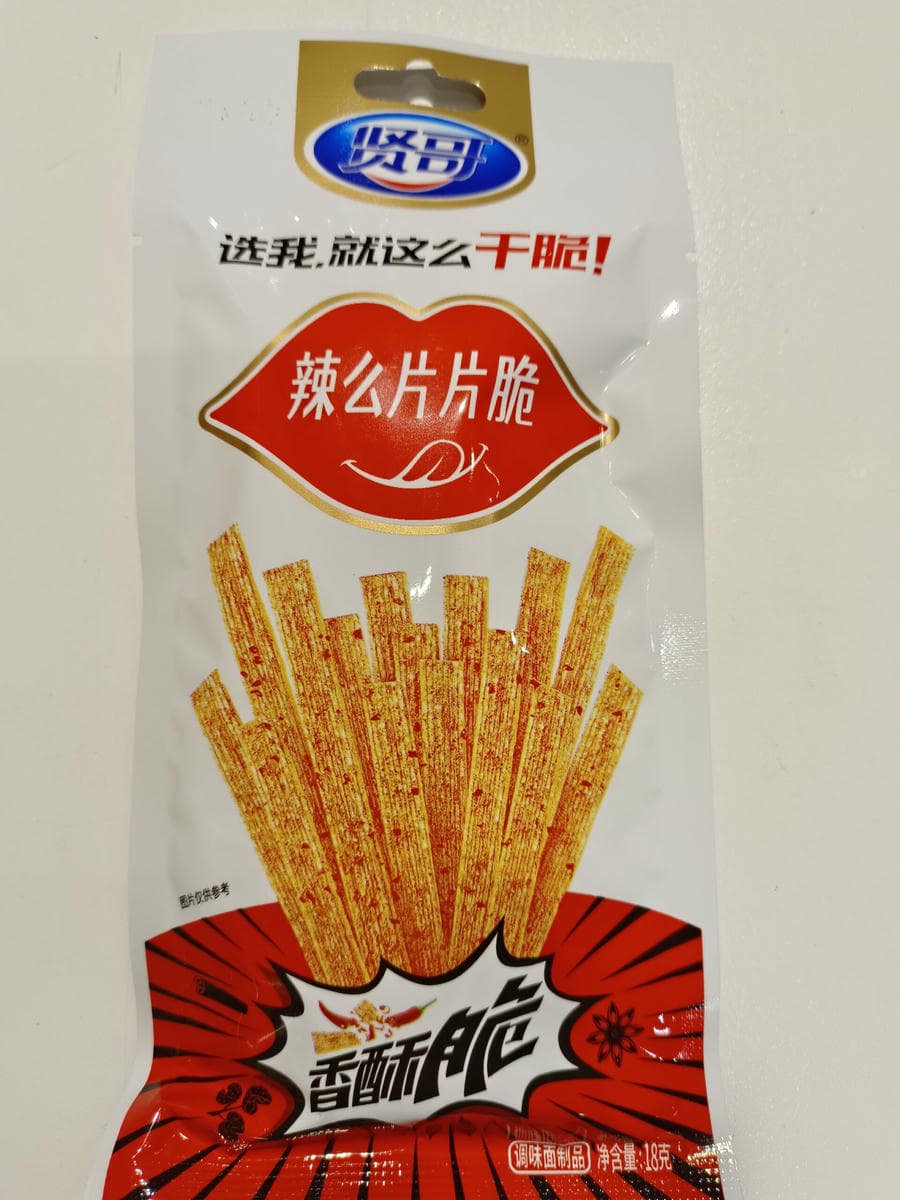 贤哥®
选我,就这么干脆!
辣么片片脆
图片仅供参考
香酥脆
调味面制品 净含量:18克